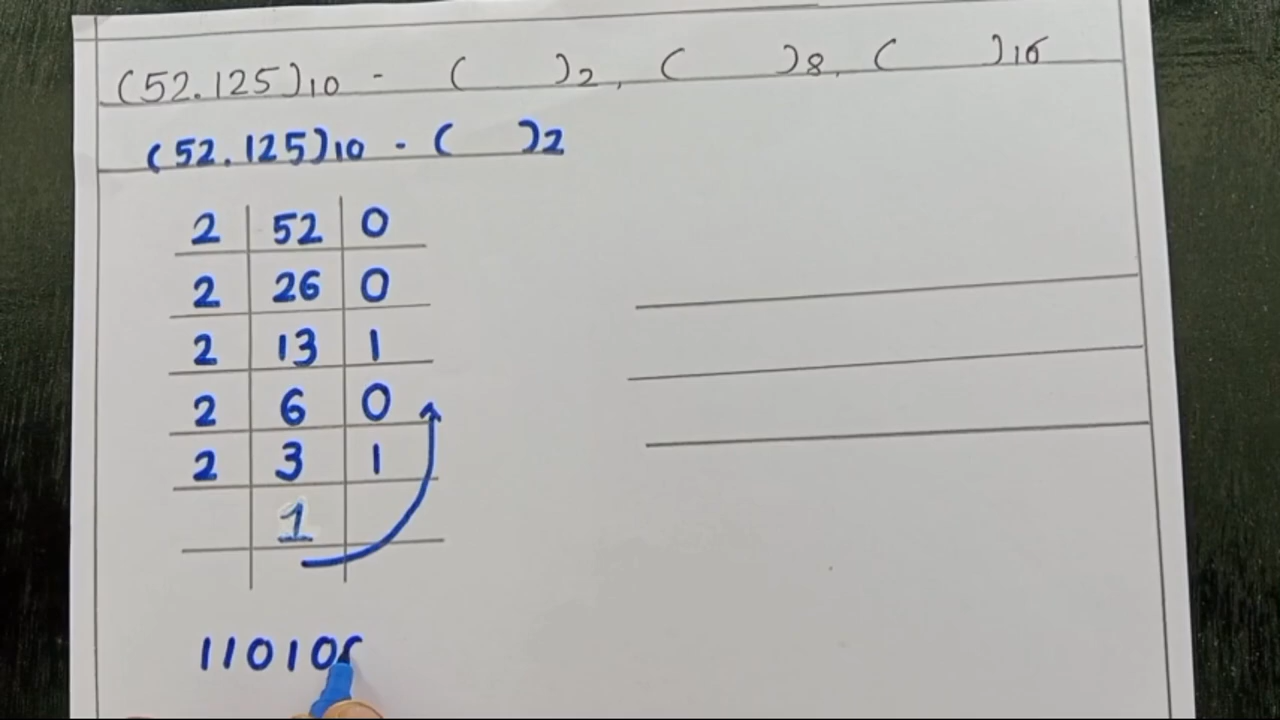 (52.125)10 - ( )2, ( )8, ( )16
(52.125)10 - ( )2
2 52 0
2 26 0
2 13 1
2 6 0
2 3 1
1
11010